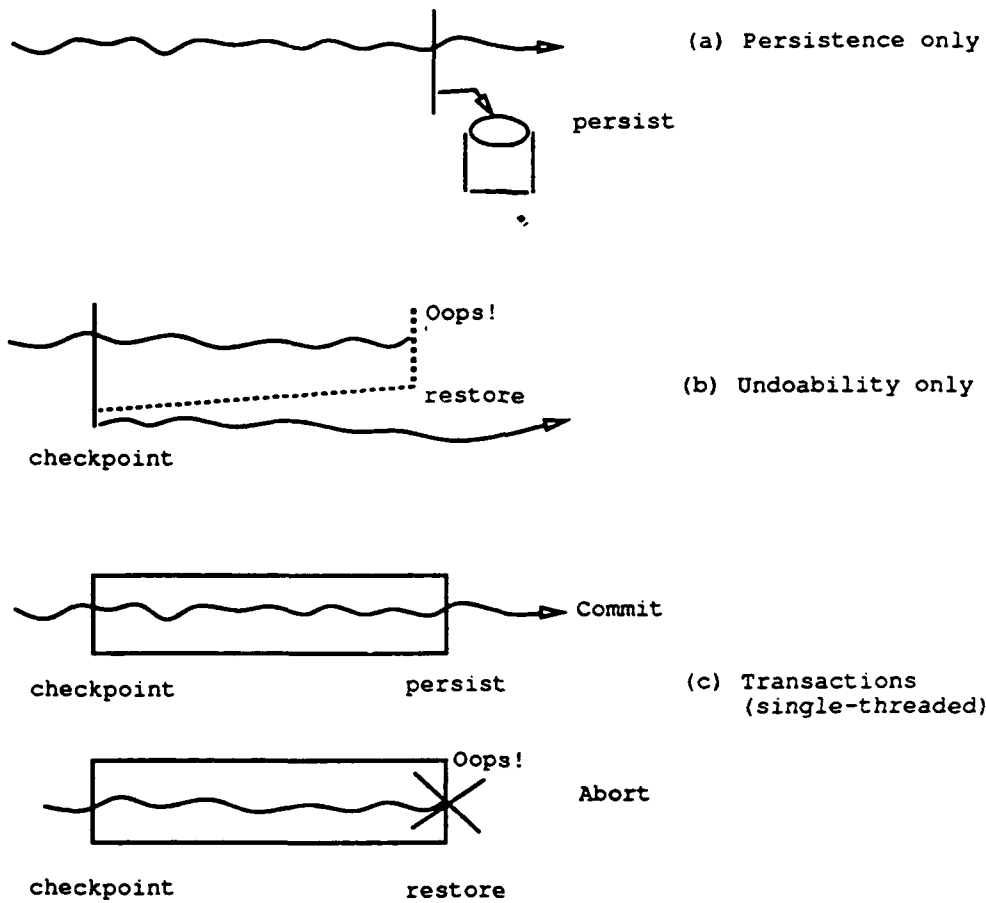 (a) Persistence only
persist
Oops!
restore
(b) Undoability only
checkpoint
Commit
checkpoint
persist
(c) Transactions
(single-threaded)
Oops!
Abort
checkpoint
restore